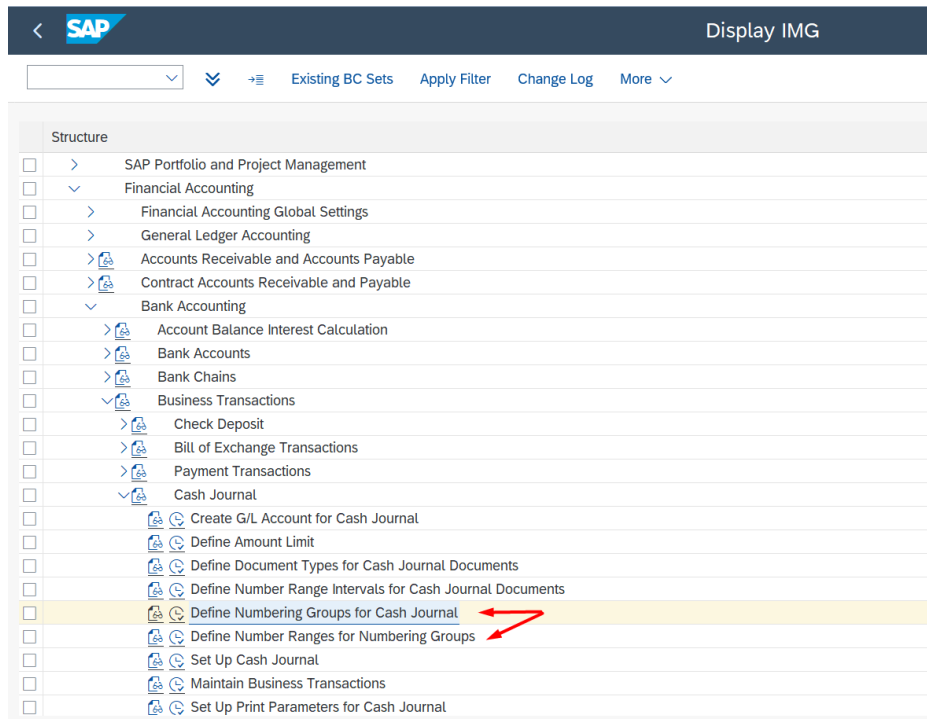 SAP
Display IMG
Existing BC Sets Apply Filter Change Log More
Structure
SAP Portfolio and Project Management
Financial Accounting
Financial Accounting Global Settings
General Ledger Accounting
Accounts Receivable and Accounts Payable
Contract Accounts Receivable and Payable
Bank Accounting
Account Balance Interest Calculation
Bank Accounts
Bank Chains
Business Transactions
Check Deposit
Bill of Exchange Transactions
Payment Transactions
Cash Journal
Create G/L Account for Cash Journal
Define Amount Limit
Define Document Types for Cash Journal Documents
Define Number Range Intervals for Cash Journal Documents
Define Numbering Groups for Cash Journal
Define Number Ranges for Numbering Groups
Set Up Cash Journal
Maintain Business Transactions
Set Up Print Parameters for Cash Journal